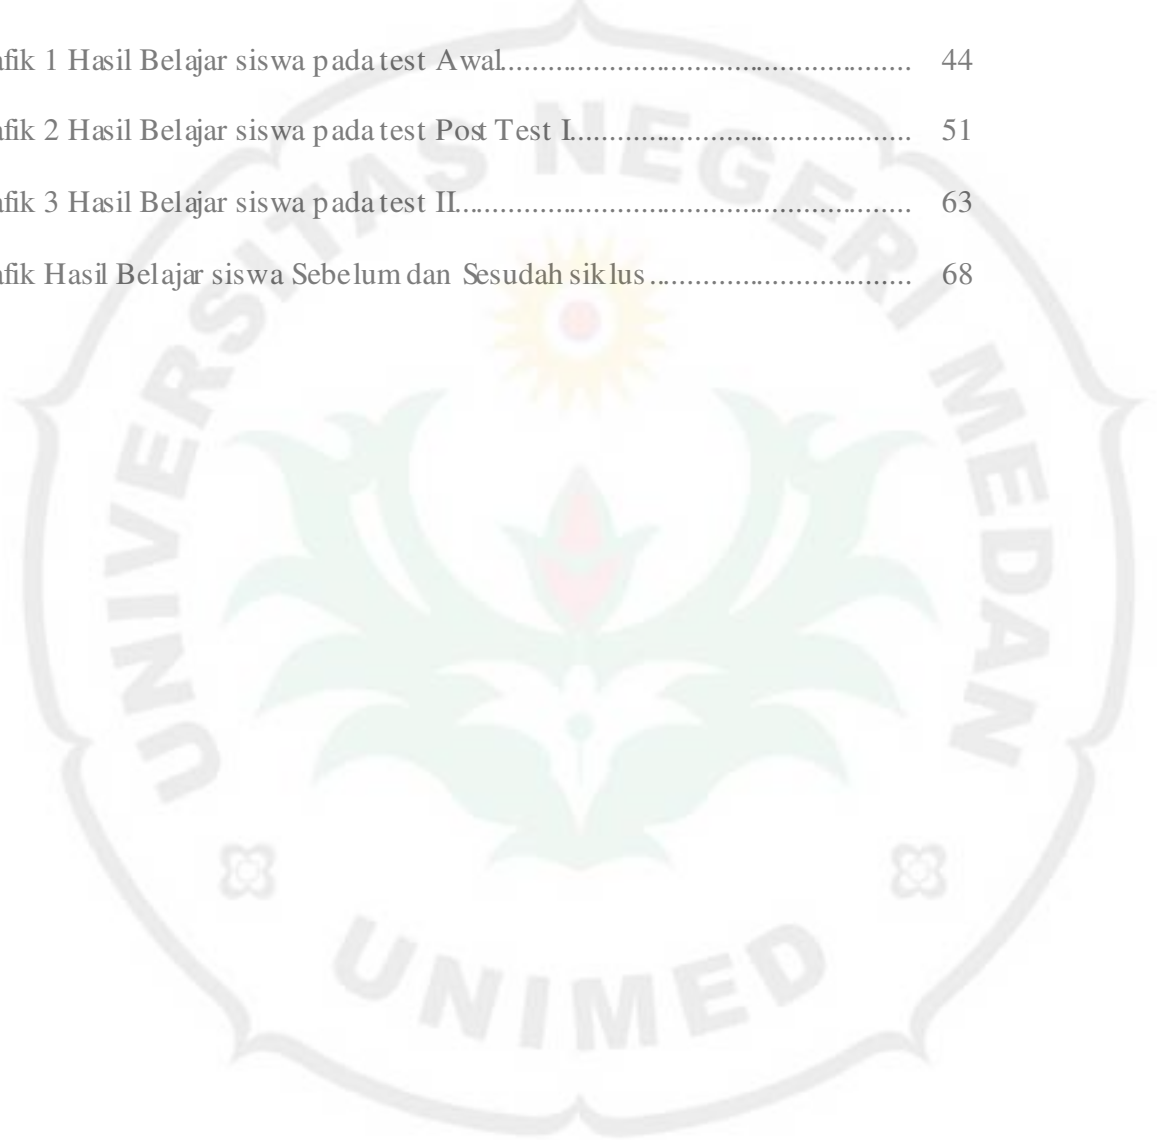 afik 1 Hasil Belajar siswa pada test Awal.................................................. 44
afik 2 Hasil Belajar siswa pada test Post Test I.......................................... 51
afik 3 Hasil Belajar siswa pada test II....................................................... 63
afik Hasil Belajar siswa Sebelum dan Sesudah siklus ................................ 68
UNIVERSITAS NEGERI MEDAN
UNIMED